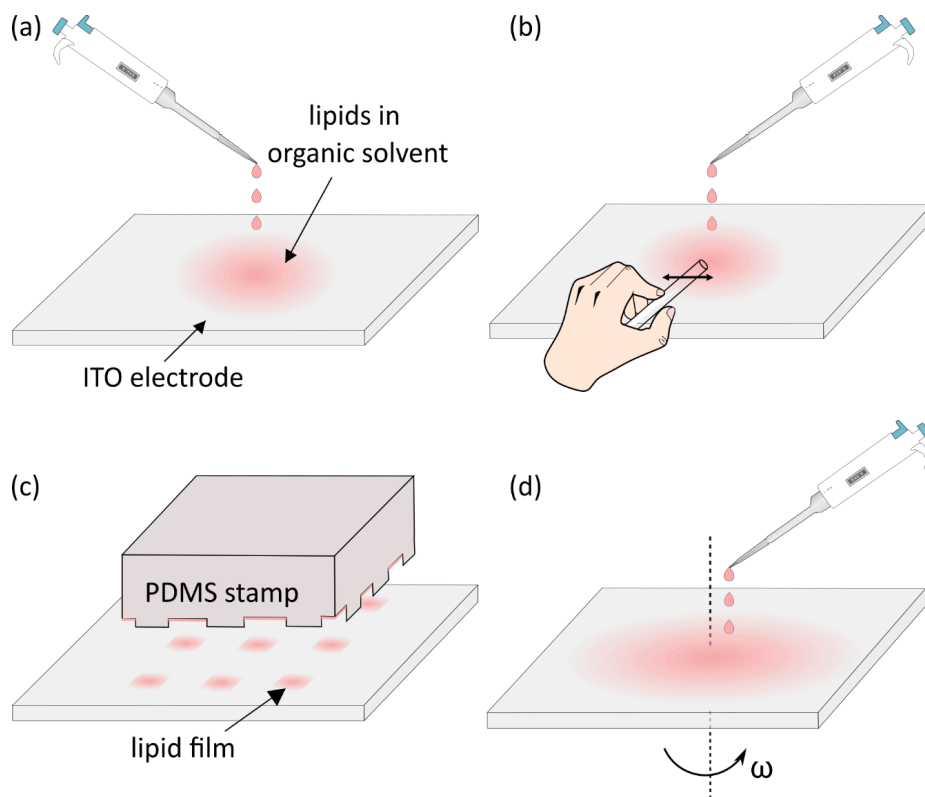 (a)
lipids in
organic solvent
ITO electrode
(b)
(c)
PDMS stamp
lipid film
(d)
ω